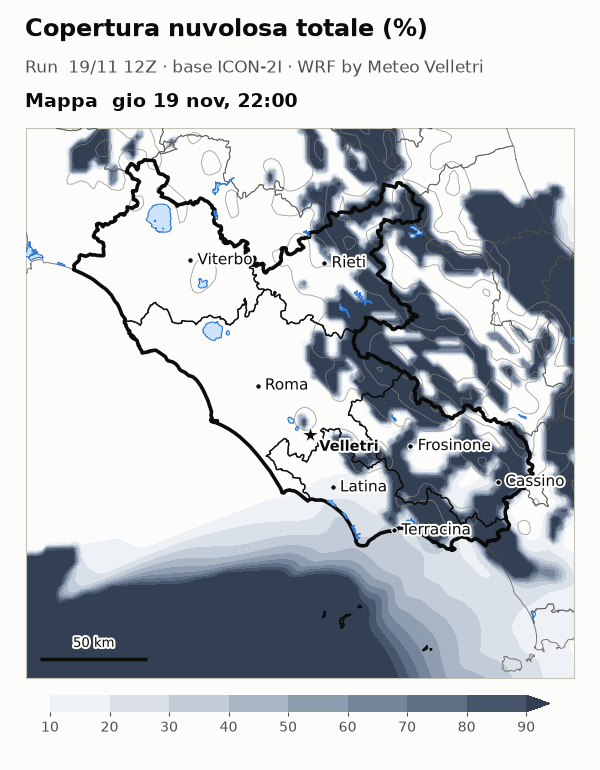 Copertura nuvolosa totale (%)
Run 19/11 12Z · base ICON-2I · WRF by Meteo Velletri
Mappa gio 19 nov, 22:00
Viterbo
Rieti
Roma
Velletri
Frosinone
Latina
Cassino
Terracina
50 km
10 20 30 40 50 60 70 80 90